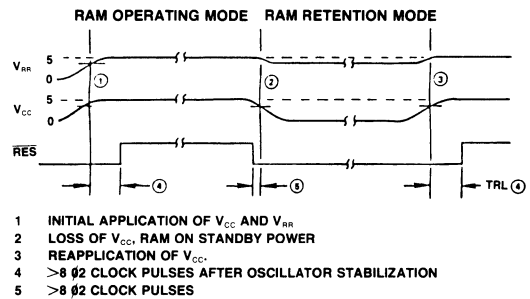 RAM OPERATING MODE RAM RETENTION MODE
VRR 5
0
① ② ③
VCC 5
0
RES
④ ⑤ TRL ④
1 INITIAL APPLICATION OF VCC AND VRR
2 LOSS OF VCC, RAM ON STANDBY POWER
3 REAPPLICATION OF VCC.
4 >8 ϕ2 CLOCK PULSES AFTER OSCILLATOR STABILIZATION
5 >8 ϕ2 CLOCK PULSES